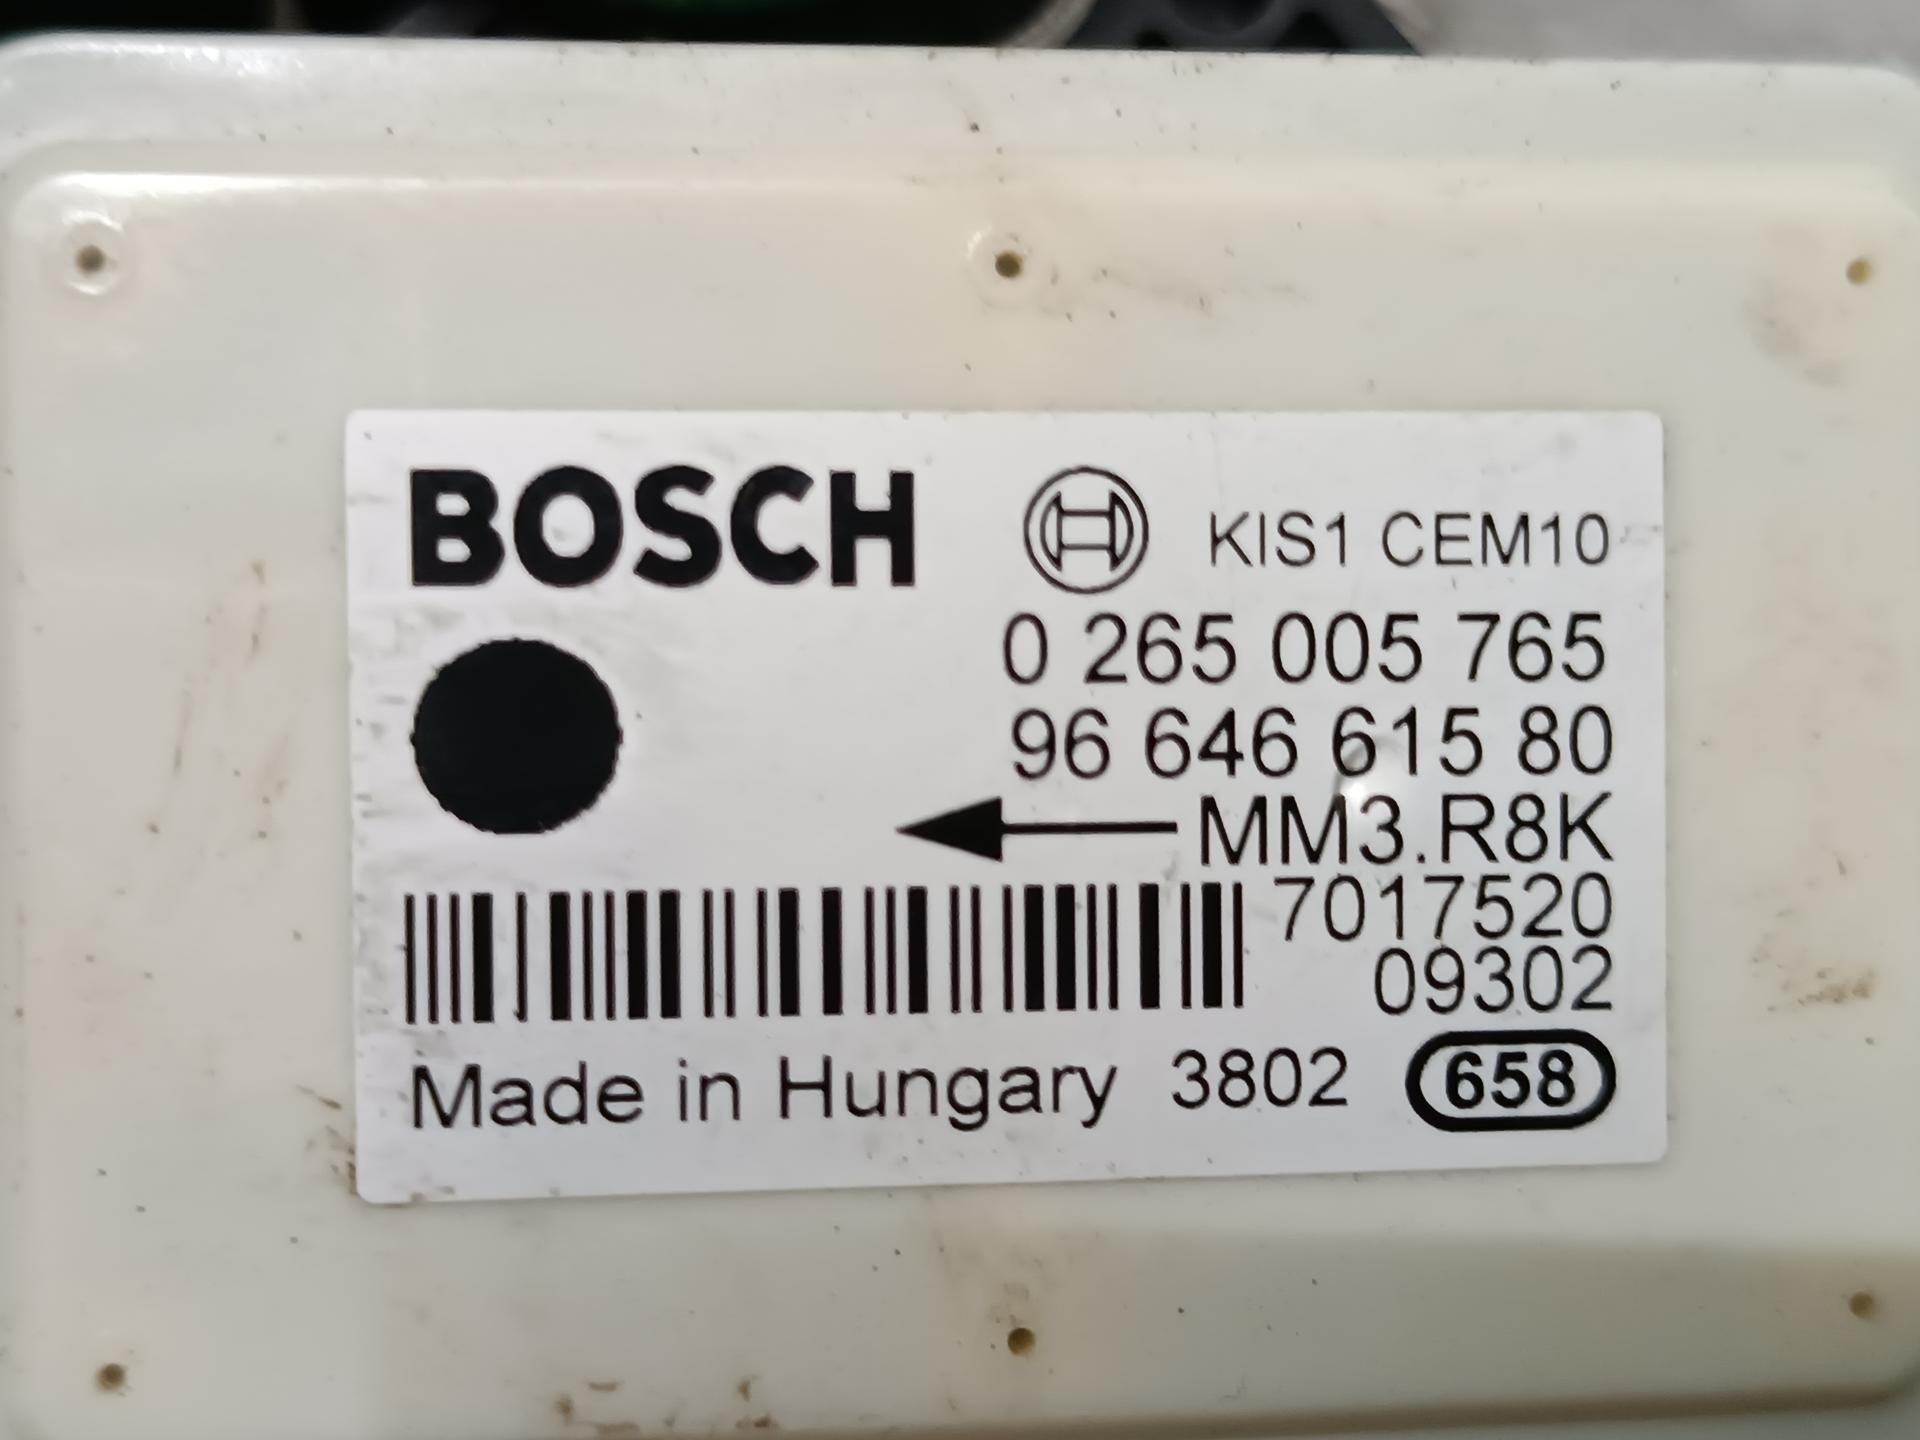 BOSCH KIS1 CEM10
0 265 005 765
96 646 615 80
MM3.R8K
7017520
09302
Made in Hungary 3802 658